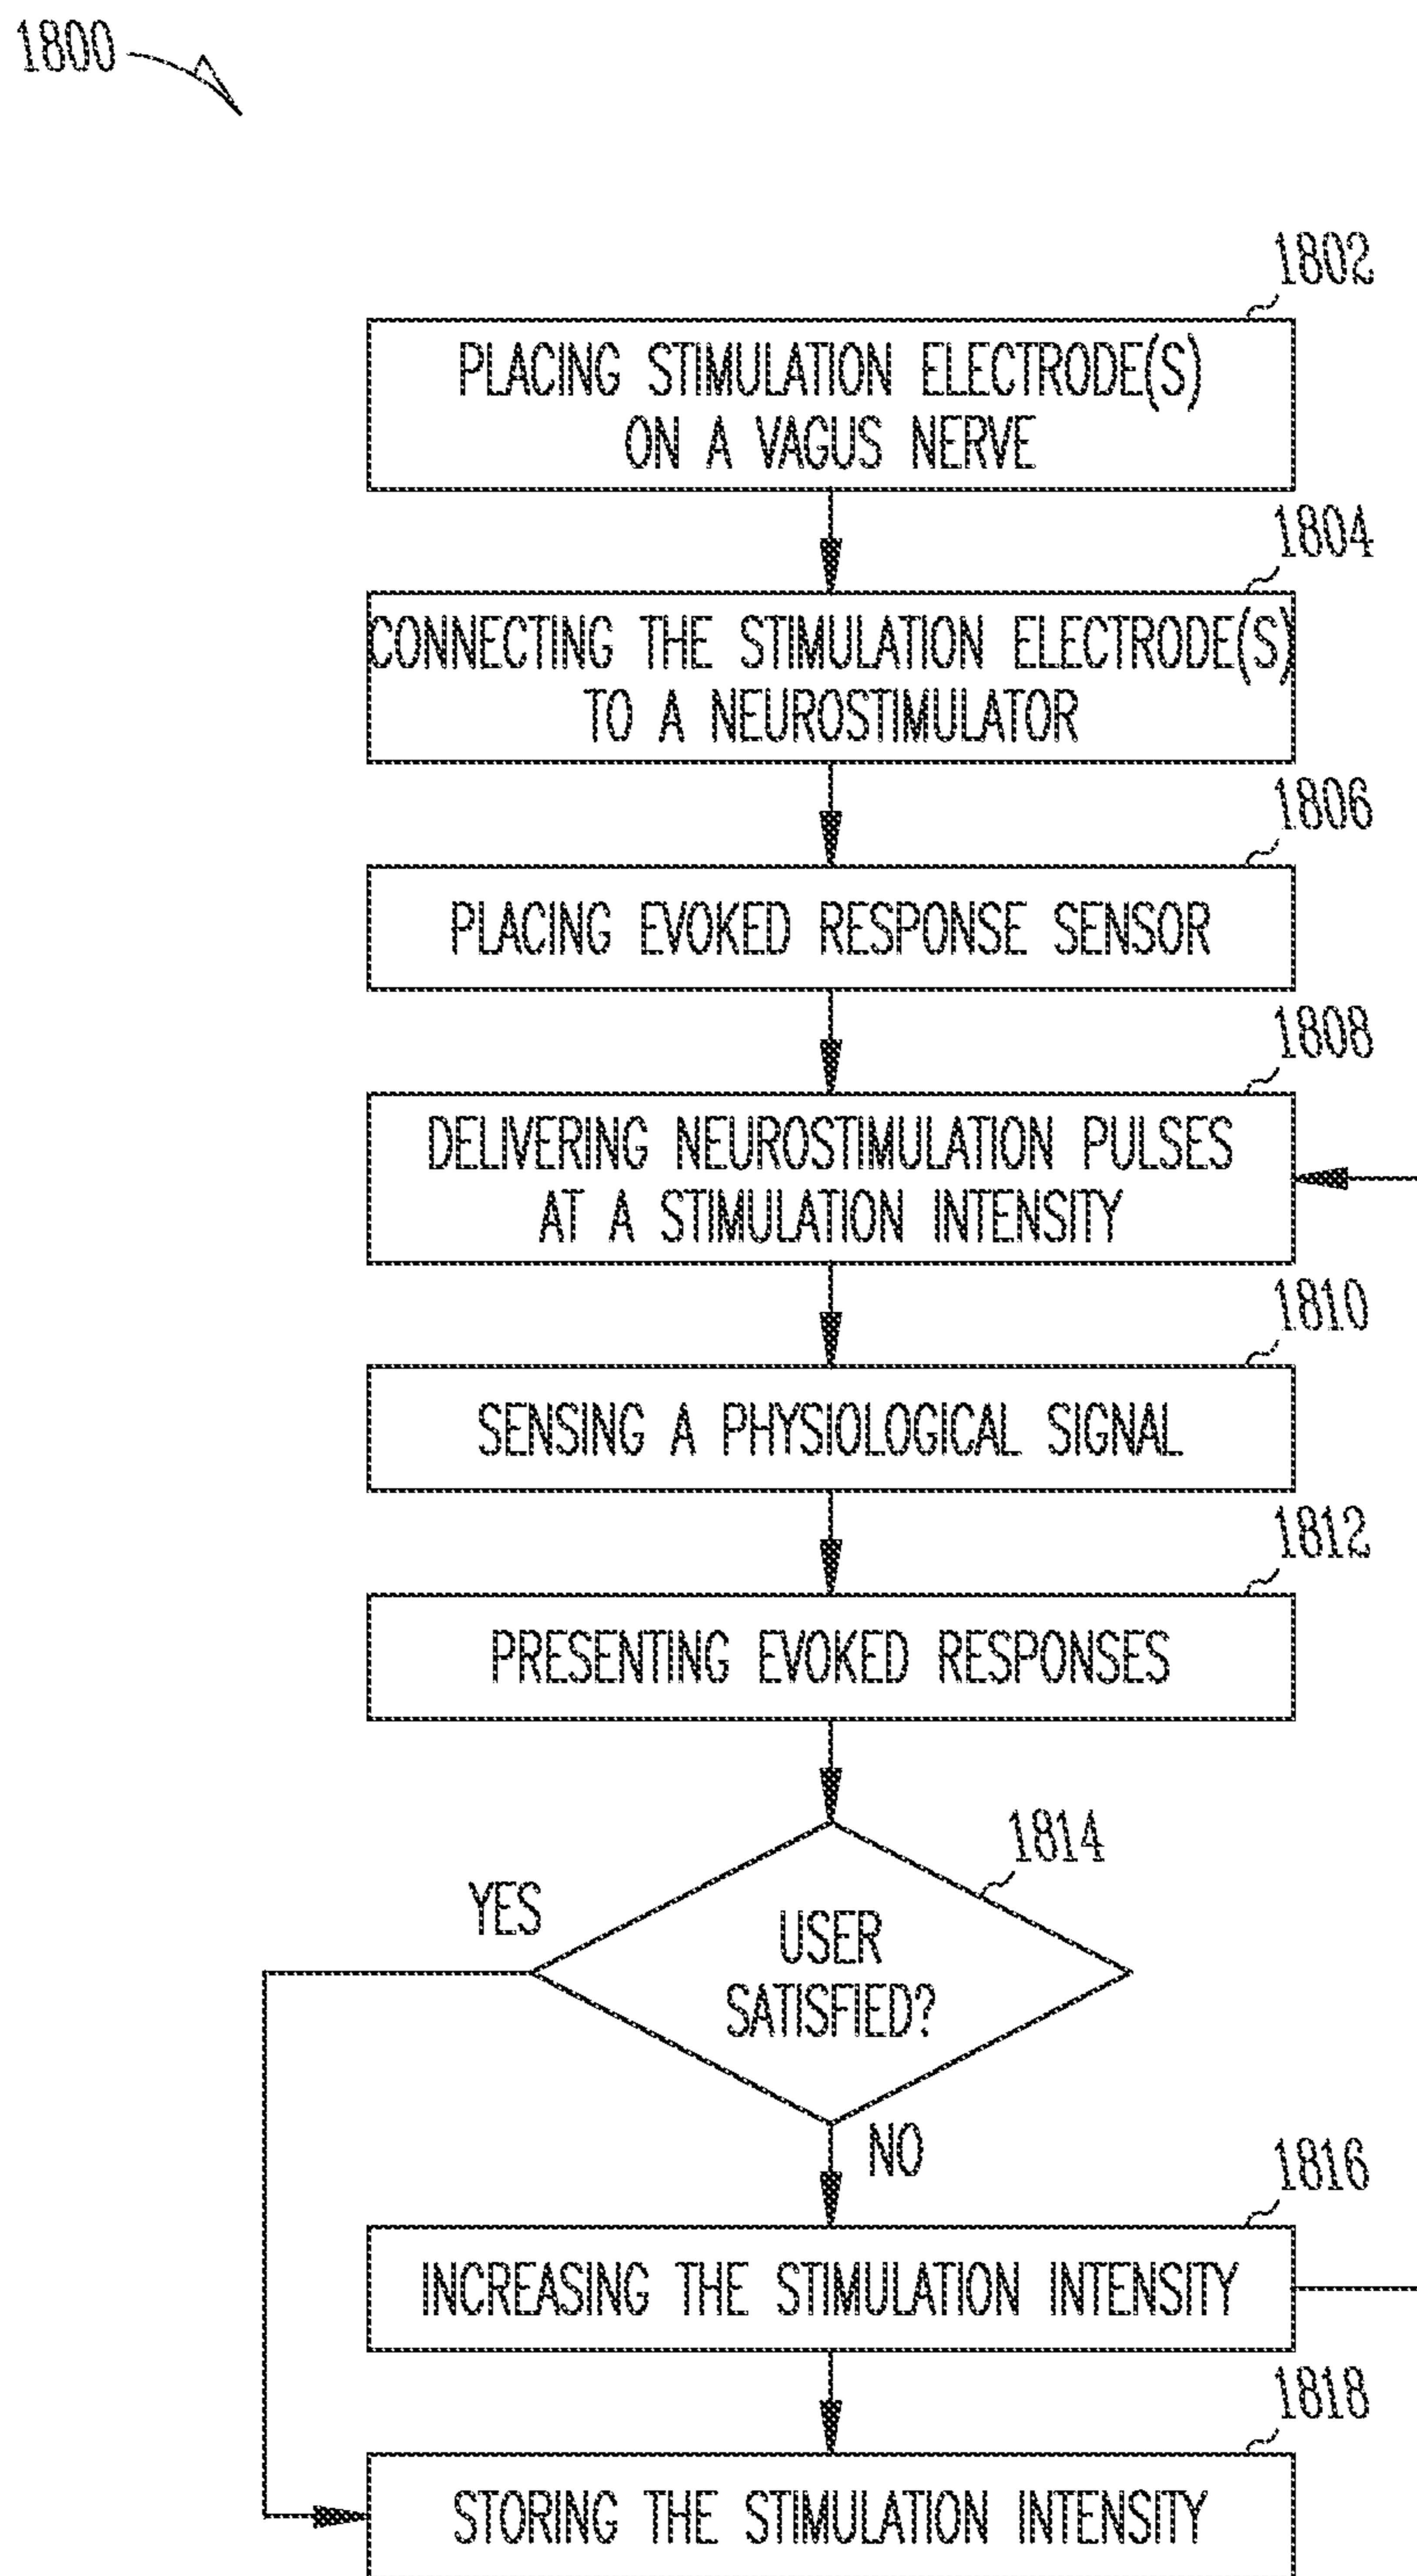 1800
1802
PLACING STIMULATION ELECTRODE(S)
ON A VAGUS NERVE
1804
CONNECTING THE STIMULATION ELECTRODE(S)
TO A NEUROSTIMULATOR
1806
PLACING EVOKED RESPONSE SENSOR
1808
DELIVERING NEUROSTIMULATION PULSES
AT A STIMULATION INTENSITY
1810
SENSING A PHYSIOLOGICAL SIGNAL
1812
PRESENTING EVOKED RESPONSES
1814
YES
USER
SATISFIED?
NO
1816
INCREASING THE STIMULATION INTENSITY
1818
STORING THE STIMULATION INTENSITY